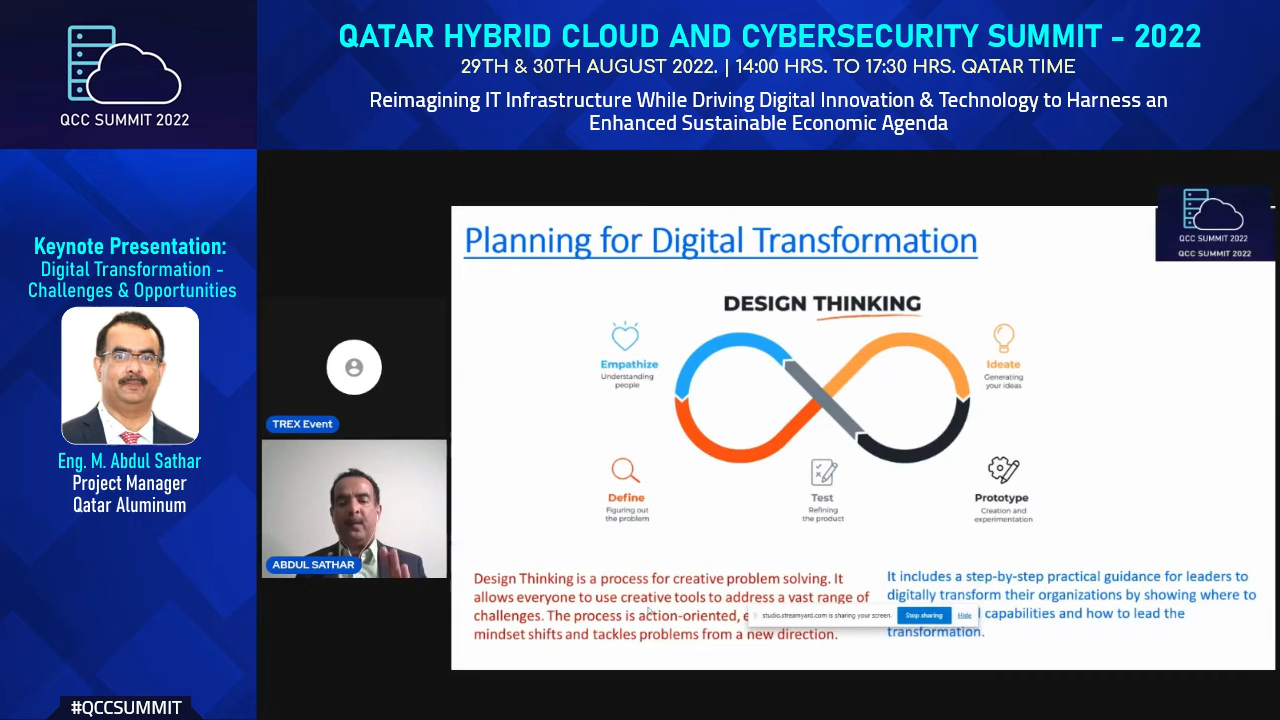 QCC SUMMIT 2022
QATAR HYBRID CLOUD AND CYBERSECURITY SUMMIT - 2022
29TH & 30TH AUGUST 2022. | 14:00 HRS. TO 17:30 HRS. QATAR TIME
Reimagining IT Infrastructure While Driving Digital Innovation & Technology to Harness an
Enhanced Sustainable Economic Agenda
Keynote Presentation:
Digital Transformation -
Challenges & Opportunities
Eng. M. Abdul Sathar
Project Manager
Qatar Aluminum
#QCCSUMMIT
TREX Event
ABDUL SATHAR
Planning for Digital Transformation
QCC SUMMIT 2022
QCC SUMMIT 2022
DESIGN THINKING
Empathize
Understanding
people
Ideate
Generating
your ideas
Define
Figuring out
the problem
Test
Refining
the product
Prototype
Creation and
experimentation
Design Thinking is a process for creative problem solving. It
allows everyone to use creative tools to address a vast range of
challenges. The process is action-oriented,
mindset shifts and tackles problems from a new direction.
It includes a step-by-step practical guidance for leaders to
digitally transform their organizations by showing where to
capabilities and how to lead the
transformation.
studio.streamyard.com is sharing your screen.
Stop sharing
Hide